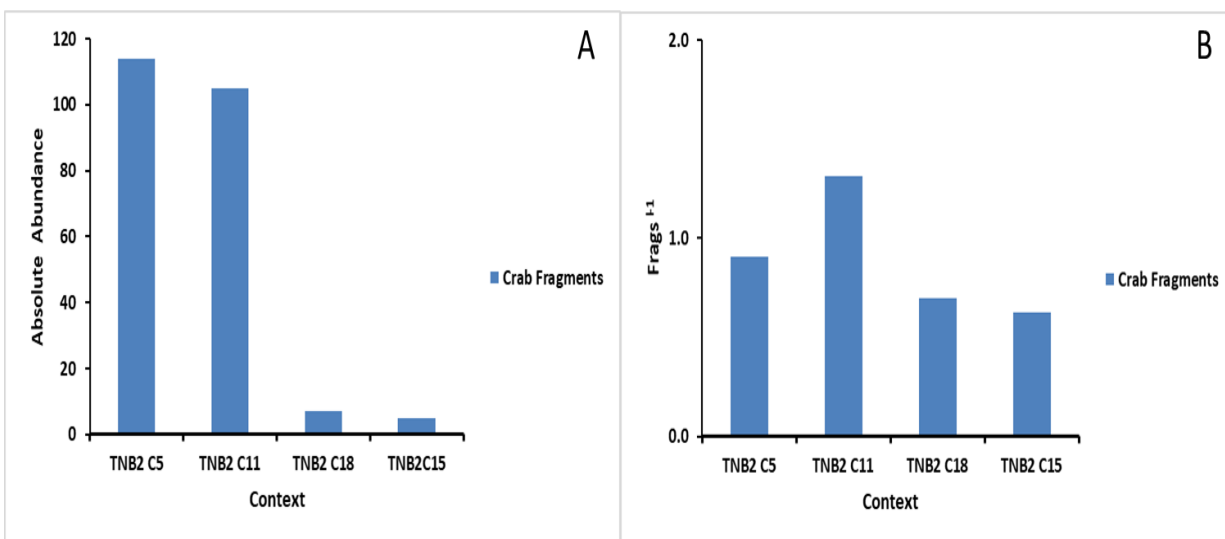 A
120
100
80
60
40
20
0
Absolute Abundance
TNB2 C5 TNB2 C11 TNB2 C18 TNB2C15
Context
Crab Fragments
B
2.0
1.0
0.0
Frags l-1
TNB2 C5 TNB2 C11 TNB2 C18 TNB2 C15
Context
Crab Fragments